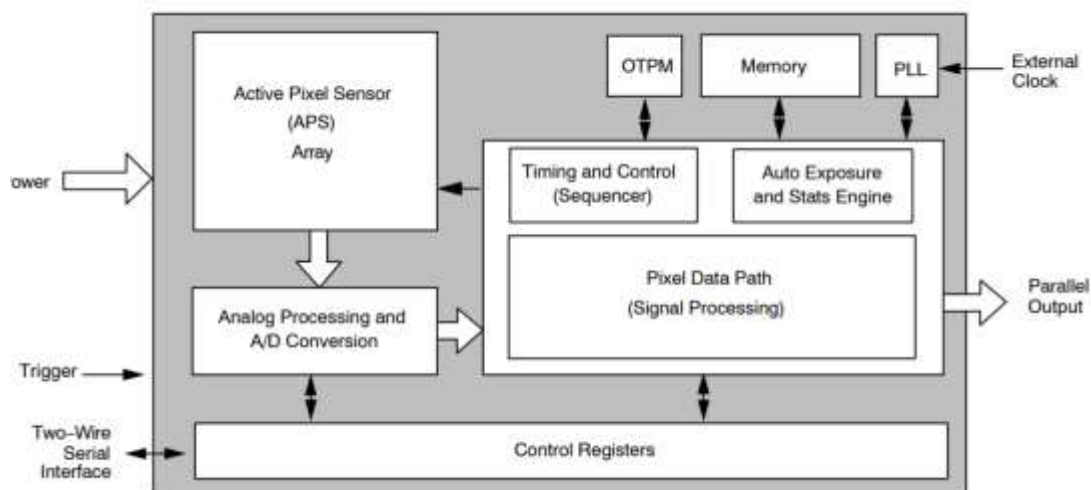 Active Pixel Sensor
(APS)
Array
OTPM
Memory
PLL
External
Clock
ower
Timing and Control
(Sequencer)
Auto Exposure
and Stats Engine
Pixel Data Path
(Signal Processing)
Parallel
Output
Analog Processing and
A/D Conversion
Trigger
Two–Wire
Serial
Interface
Control Registers